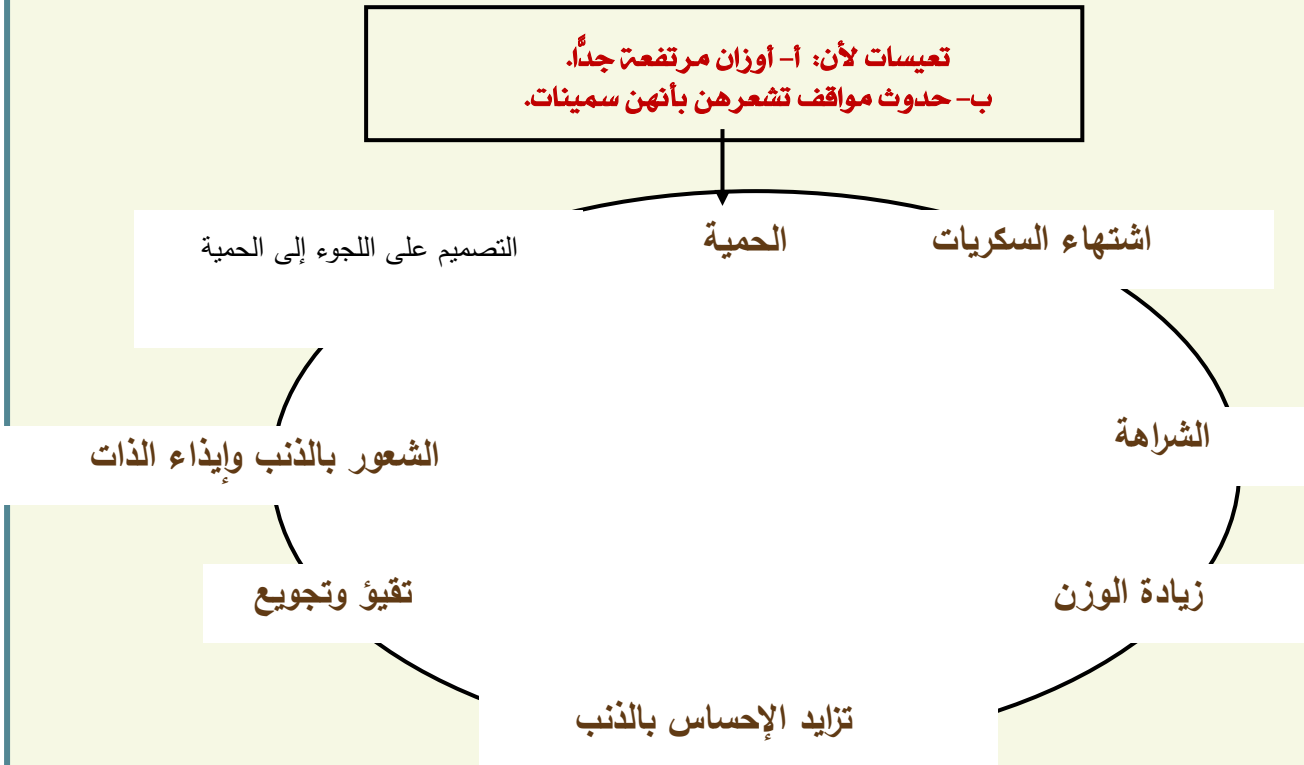 تعيسات لأن: أ- أوزان مرتفعة جدًّا.
ب- حدوث مواقف تشعرهن بأنهن سمينات.
اشتهاء السكريات
الحمية
التصميم على اللجوء إلى الحمية
الشراهة
الشعور بالذنب وإيذاء الذات
زيادة الوزن
تقيؤ وتجويع
تزايد الإحساس بالذنب